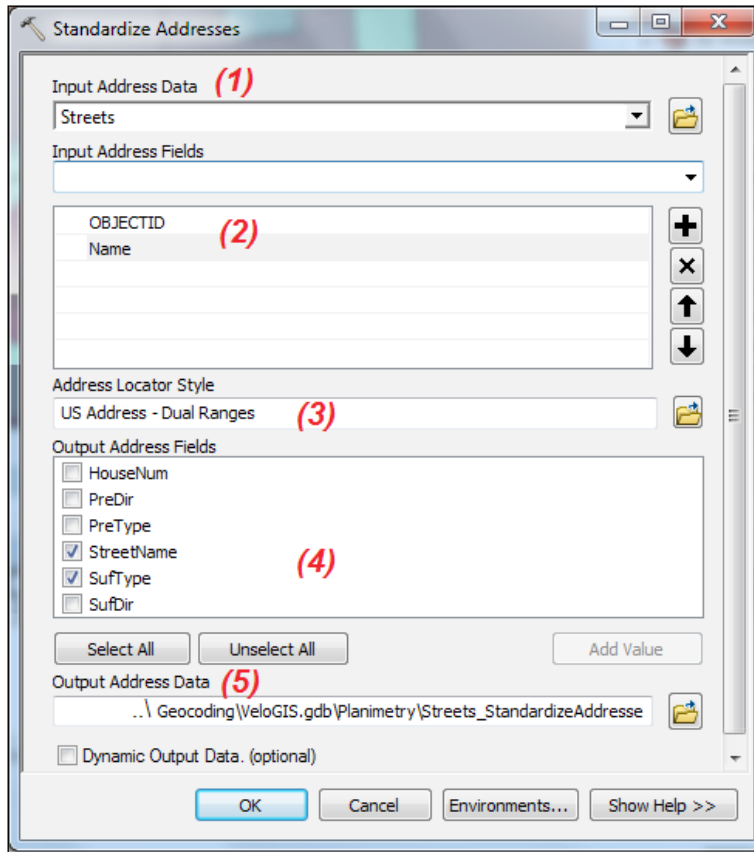 Standardize Addresses
Input Address Data (1)
Streets
Input Address Fields
OBJECTID
(2)
Name
Address Locator Style
US Address - Dual Ranges (3)
Output Address Fields
HouseNum
PreDir
PreType
StreetName
(4)
SufType
SufDir
Select All Unselect All Add Value
Output Address Data (5)
..\ Geocoding\VeloGIS.gdb\Planimetry\Streets_StandardizeAddresse
Dynamic Output Data. (optional)
OK Cancel Environments... Show Help >>